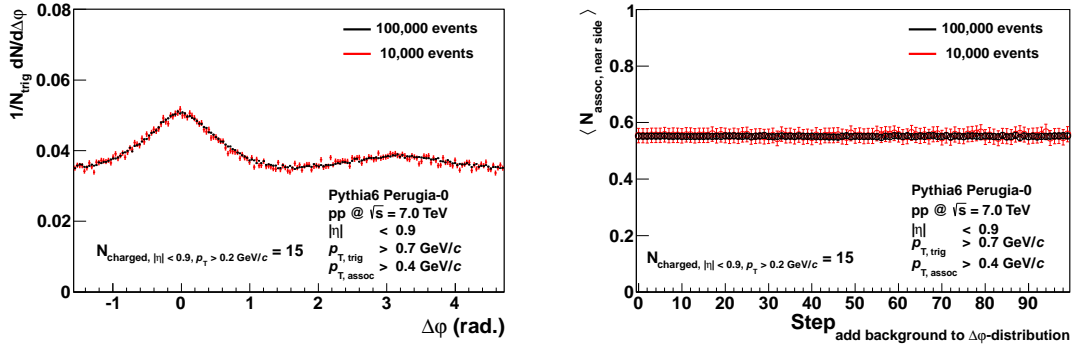 1/N_trig dN/dΔφ
0.08
0.06
0.04
0.02
0
100,000 events
10,000 events
Pythia6 Perugia-0
pp @ √s = 7.0 TeV
|η| < 0.9
p_T, trig > 0.7 GeV/c
p_T, assoc > 0.4 GeV/c
N_charged, |η| < 0.9, p_T > 0.2 GeV/c = 15
-1 0 1 2 3 4
Δφ (rad.)
⟨ N_assoc, near side ⟩
1
0.8
0.6
0.4
0.2
0
100,000 events
10,000 events
Pythia6 Perugia-0
pp @ √s = 7.0 TeV
|η| < 0.9
p_T, trig > 0.7 GeV/c
p_T, assoc > 0.4 GeV/c
N_charged, |η| < 0.9, p_T > 0.2 GeV/c = 15
0 10 20 30 40 50 60 70 80 90
Step_add background to Δφ-distribution